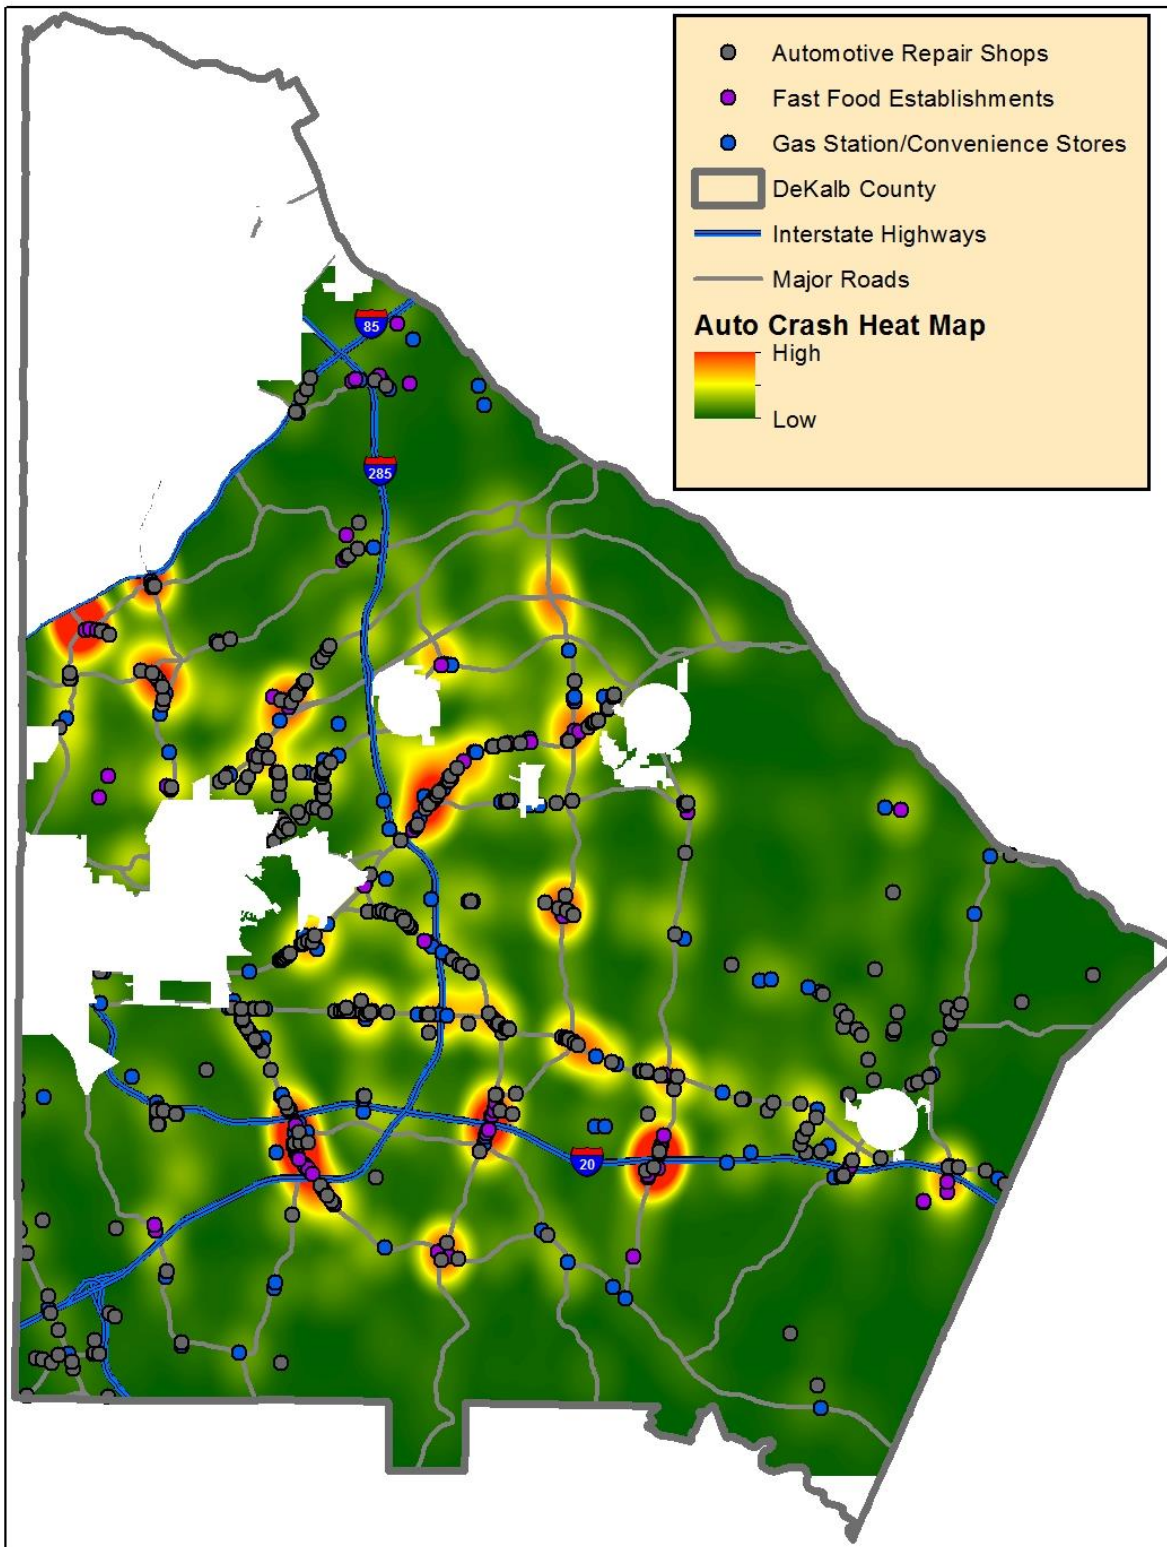 Automotive Repair Shops
Fast Food Establishments
Gas Station/Convenience Stores
DeKalb County
Interstate Highways
Major Roads
Auto Crash Heat Map
High
Low
85
285
20